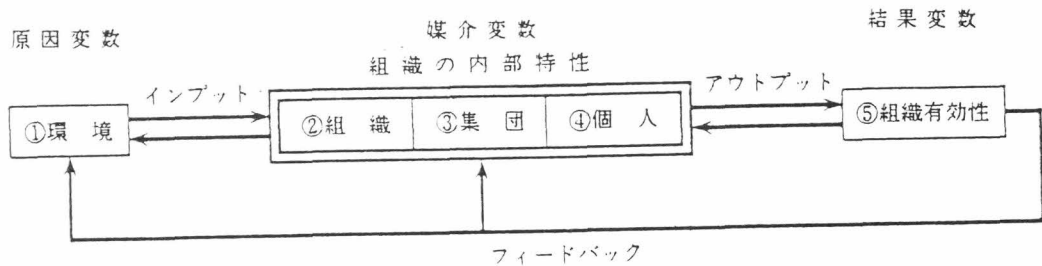 原因変数
媒介変数
結果変数
組織の内部特性
インプット
アウトプット
①環境
②組織
③集団
④個人
⑤組織有効性
フィードバック